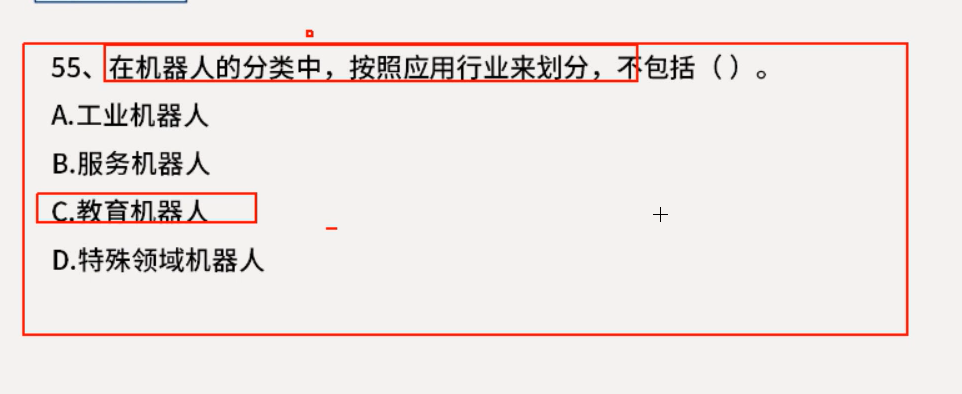 55、在机器人的分类中，按照应用行业来划分，不包括（）。
A.工业机器人
B.服务机器人
C.教育机器人
D.特殊领域机器人